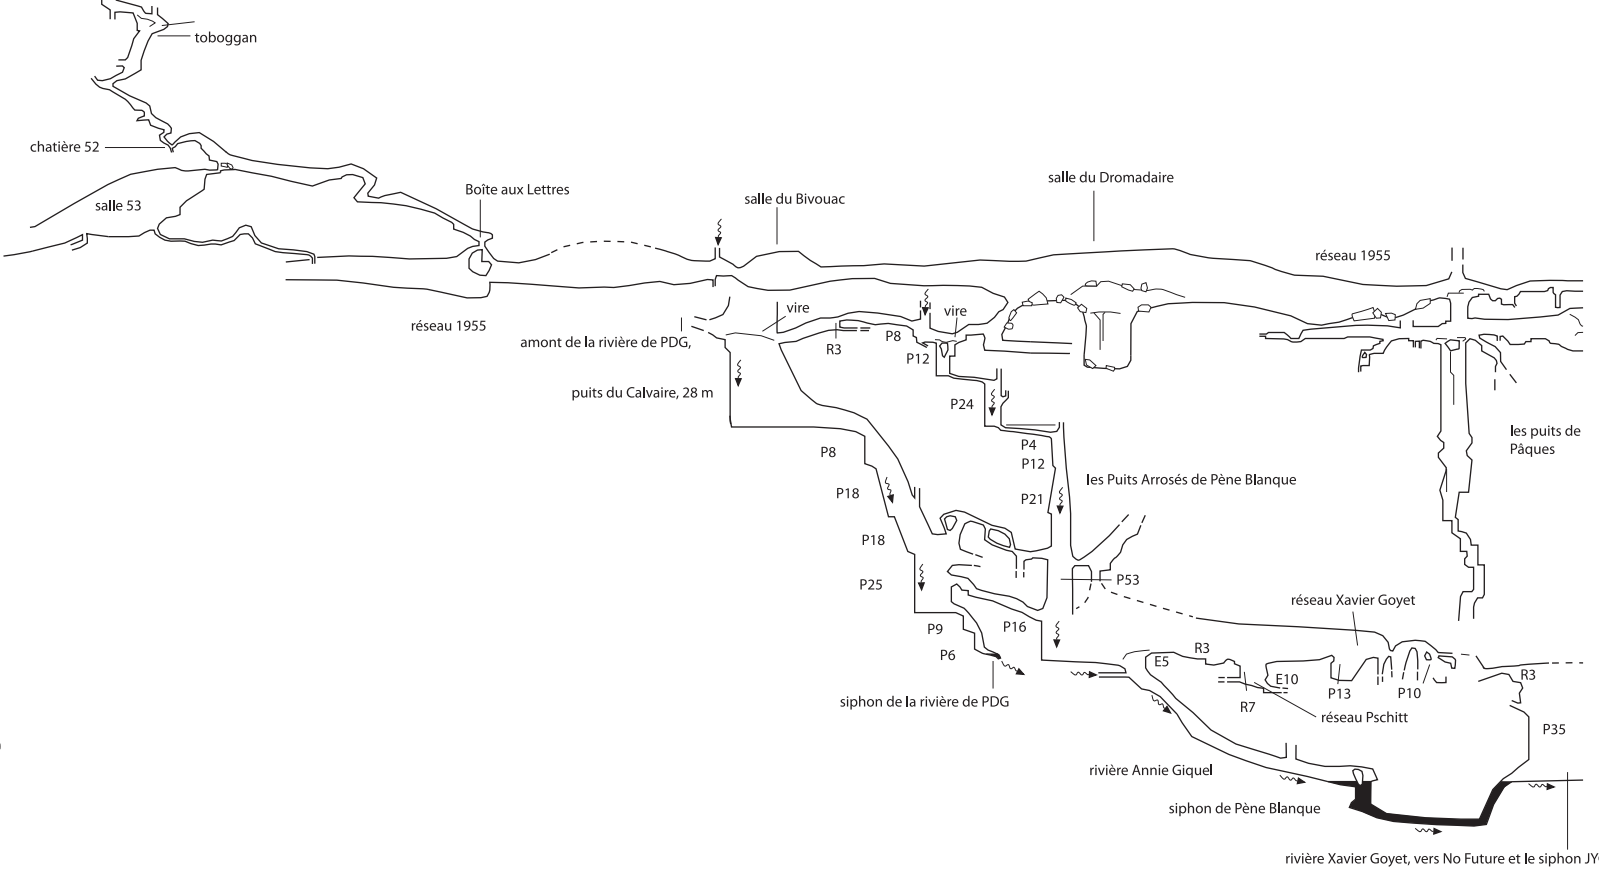 toboggan
chatière 52
salle 53
Boîte aux Lettres
salle du Bivouac
salle du Dromadaire
réseau 1955
réseau 1955
vire
vire
amont de la rivière de PDG,
R3
P8
P12
puits du Calvaire, 28 m
P24
P4
P8
P12
les puits de
Pâques
les Puits Arrosés de Pène Blanque
P18
P21
P18
P25
P53
réseau Xavier Goyet
P9
P16
P6
R3
E5
E10
P13
P10
R3
siphon de la rivière de PDG
R7
réseau Pschitt
P35
rivière Annie Giquel
siphon de Pène Blanque
rivière Xavier Goyet, vers No Future et le siphon JY